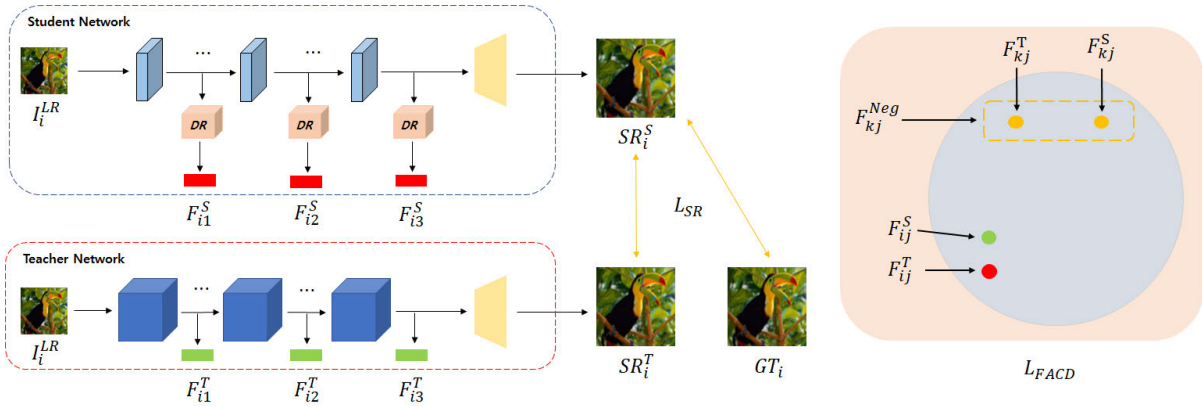 Student Network
... ...
I_i^{LR}
DR DR DR
F_{i1}^S F_{i2}^S F_{i3}^S
Teacher Network
... ...
I_i^{LR}
F_{i1}^T F_{i2}^T F_{i3}^T
SR_i^S
L_{SR}
SR_i^T GT_i
F_{kj}^T F_{kj}^S
F_{kj}^{Neg}
F_{ij}^S
F_{ij}^T
L_{FACD}